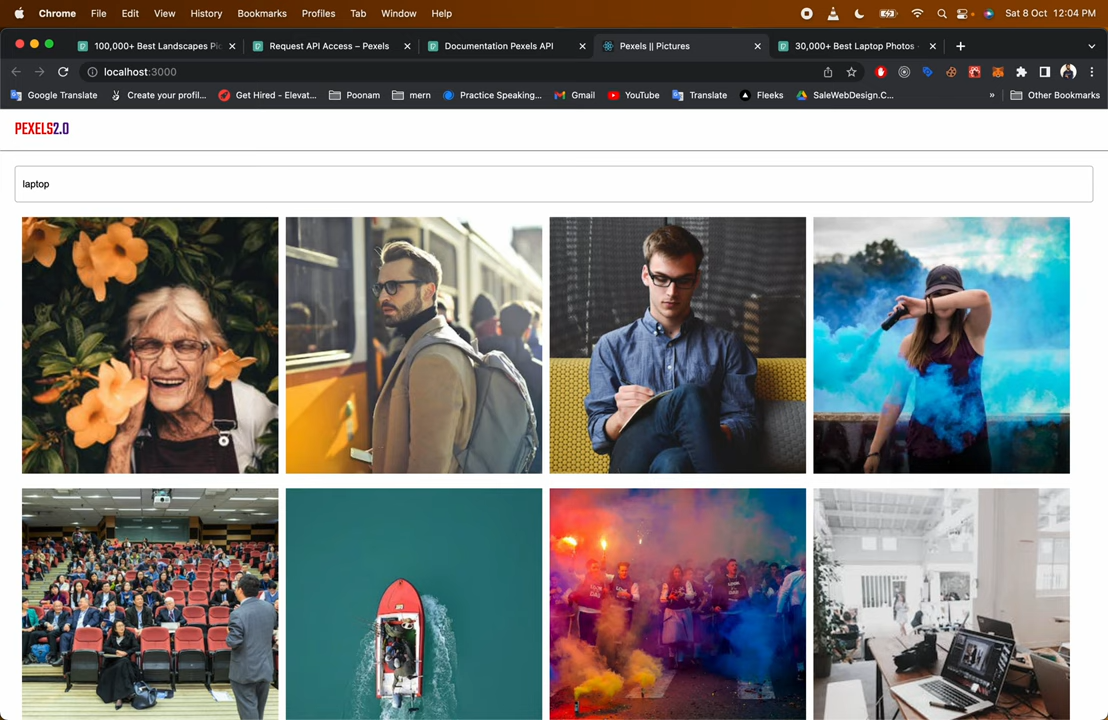 Chrome File Edit View History Bookmarks Profiles Tab Window Help Sat 8 Oct 12:04 PM
100,000+ Best Landscapes Pic Request API Access – Pexels Documentation Pexels API Pexels || Pictures 30,000+ Best Laptop Photos
localhost:3000
Google Translate Create your profil... Get Hired - Elevat... Poonam mern Practice Speaking... Gmail YouTube Translate Fleeks SaleWebDesign.C... » Other Bookmarks
PEXELS2.0
laptop